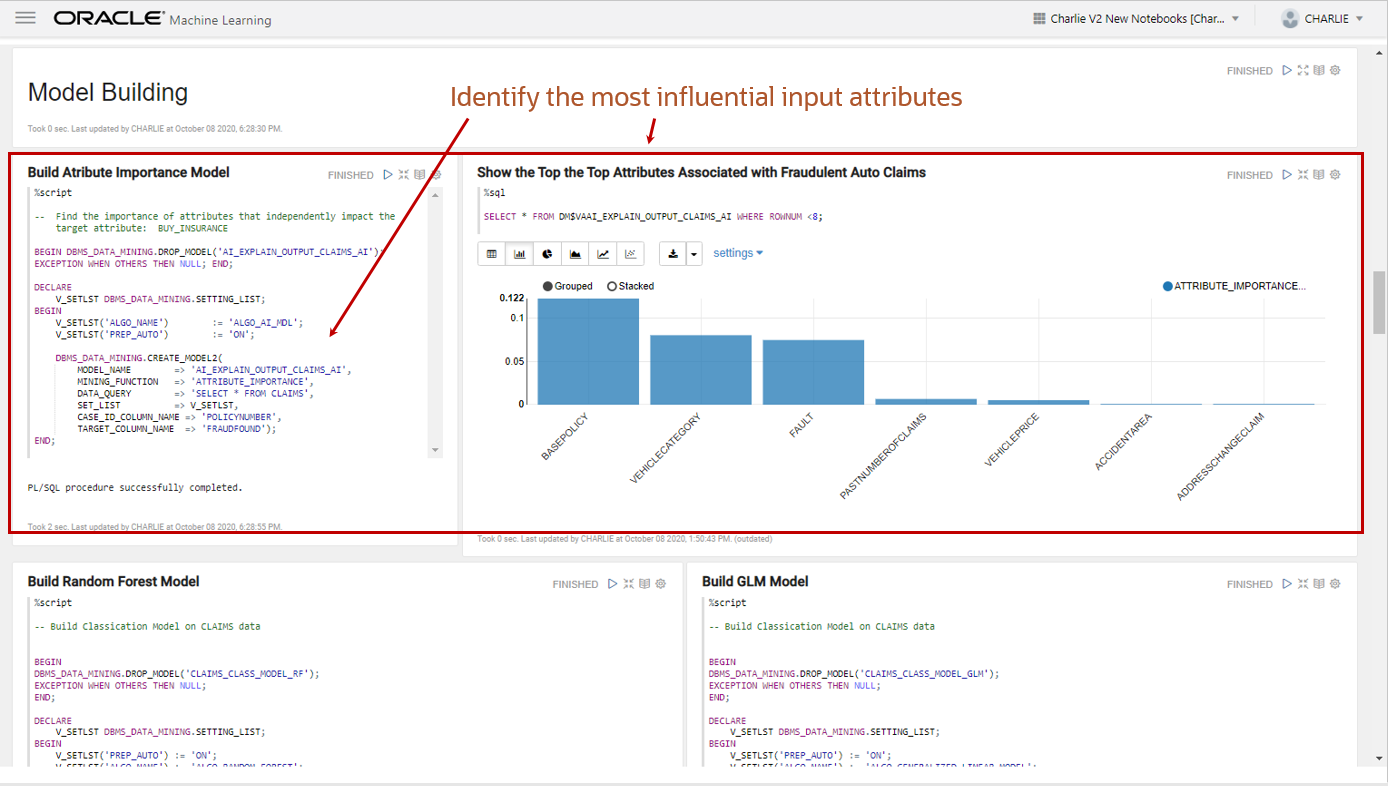 ORACLE® Machine Learning
Charlie V2 New Notebooks [Char...
CHARLIE
FINISHED
Model Building
Identify the most influential input attributes
Took 0 sec. Last updated by CHARLIE at October 08 2020, 6:28:30 PM.
Build Atribute Importance Model
FINISHED
%script
-- Find the importance of attributes that independently impact the
target attribute: BUY_INSURANCE
BEGIN DBMS_DATA_MINING.DROP_MODEL('AI_EXPLAIN_OUTPUT_CLAIMS_AI');
EXCEPTION WHEN OTHERS THEN NULL; END;
DECLARE
V_SETLST DBMS_DATA_MINING.SETTING_LIST;
BEGIN
V_SETLST('ALGO_NAME') := 'ALGO_AI_MDL';
V_SETLST('PREP_AUTO') := 'ON';
DBMS_DATA_MINING.CREATE_MODEL2(
MODEL_NAME => 'AI_EXPLAIN_OUTPUT_CLAIMS_AI',
MINING_FUNCTION => 'ATTRIBUTE_IMPORTANCE',
DATA_QUERY => 'SELECT * FROM CLAIMS',
SET_LIST => V_SETLST,
CASE_ID_COLUMN_NAME => 'POLICYNUMBER',
TARGET_COLUMN_NAME => 'FRAUDFOUND');
END;
PL/SQL procedure successfully completed.
Took 2 sec. Last updated by CHARLIE at October 08 2020, 6:28:55 PM.
Show the Top the Top Attributes Associated with Fraudulent Auto Claims
FINISHED
%sql
SELECT * FROM DM$VAAI_EXPLAIN_OUTPUT_CLAIMS_AI WHERE ROWNUM <8;
settings
Grouped Stacked
ATTRIBUTE_IMPORTANCE...
0.122
0.1
0.05
0
BASEPOLICY
VEHICLECATEGORY
FAULT
PASTNUMBEROFCLAIMS
VEHICLEPRICE
ACCIDENTAREA
ADDRESSCHANGECLAIM
Took 0 sec. Last updated by CHARLIE at October 08 2020, 1:50:43 PM. (outdated)
Build Random Forest Model
FINISHED
%script
-- Build Classication Model on CLAIMS data
BEGIN
DBMS_DATA_MINING.DROP_MODEL('CLAIMS_CLASS_MODEL_RF');
EXCEPTION WHEN OTHERS THEN NULL;
END;
DECLARE
V_SETLST DBMS_DATA_MINING.SETTING_LIST;
BEGIN
V_SETLST('PREP_AUTO') := 'ON';
V_SETLST('ALGO_NAME') := 'ALGO_RANDOM_FOREST';
Build GLM Model
FINISHED
%script
-- Build Classication Model on CLAIMS data
BEGIN
DBMS_DATA_MINING.DROP_MODEL('CLAIMS_CLASS_MODEL_GLM');
EXCEPTION WHEN OTHERS THEN NULL;
END;
DECLARE
V_SETLST DBMS_DATA_MINING.SETTING_LIST;
BEGIN
V_SETLST('PREP_AUTO') := 'ON';
V_SETLST('ALGO_NAME') := 'ALGO_GENERALIZED_LINEAR_MODEL';